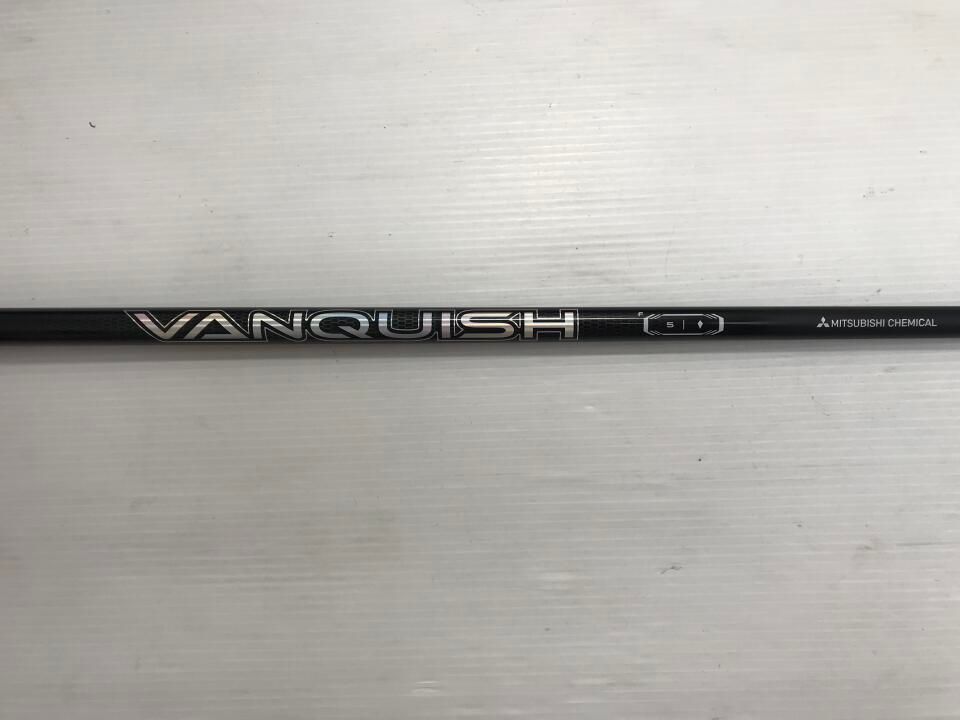 VANQUISH
F
5 |
MITSUBISHI CHEMICAL